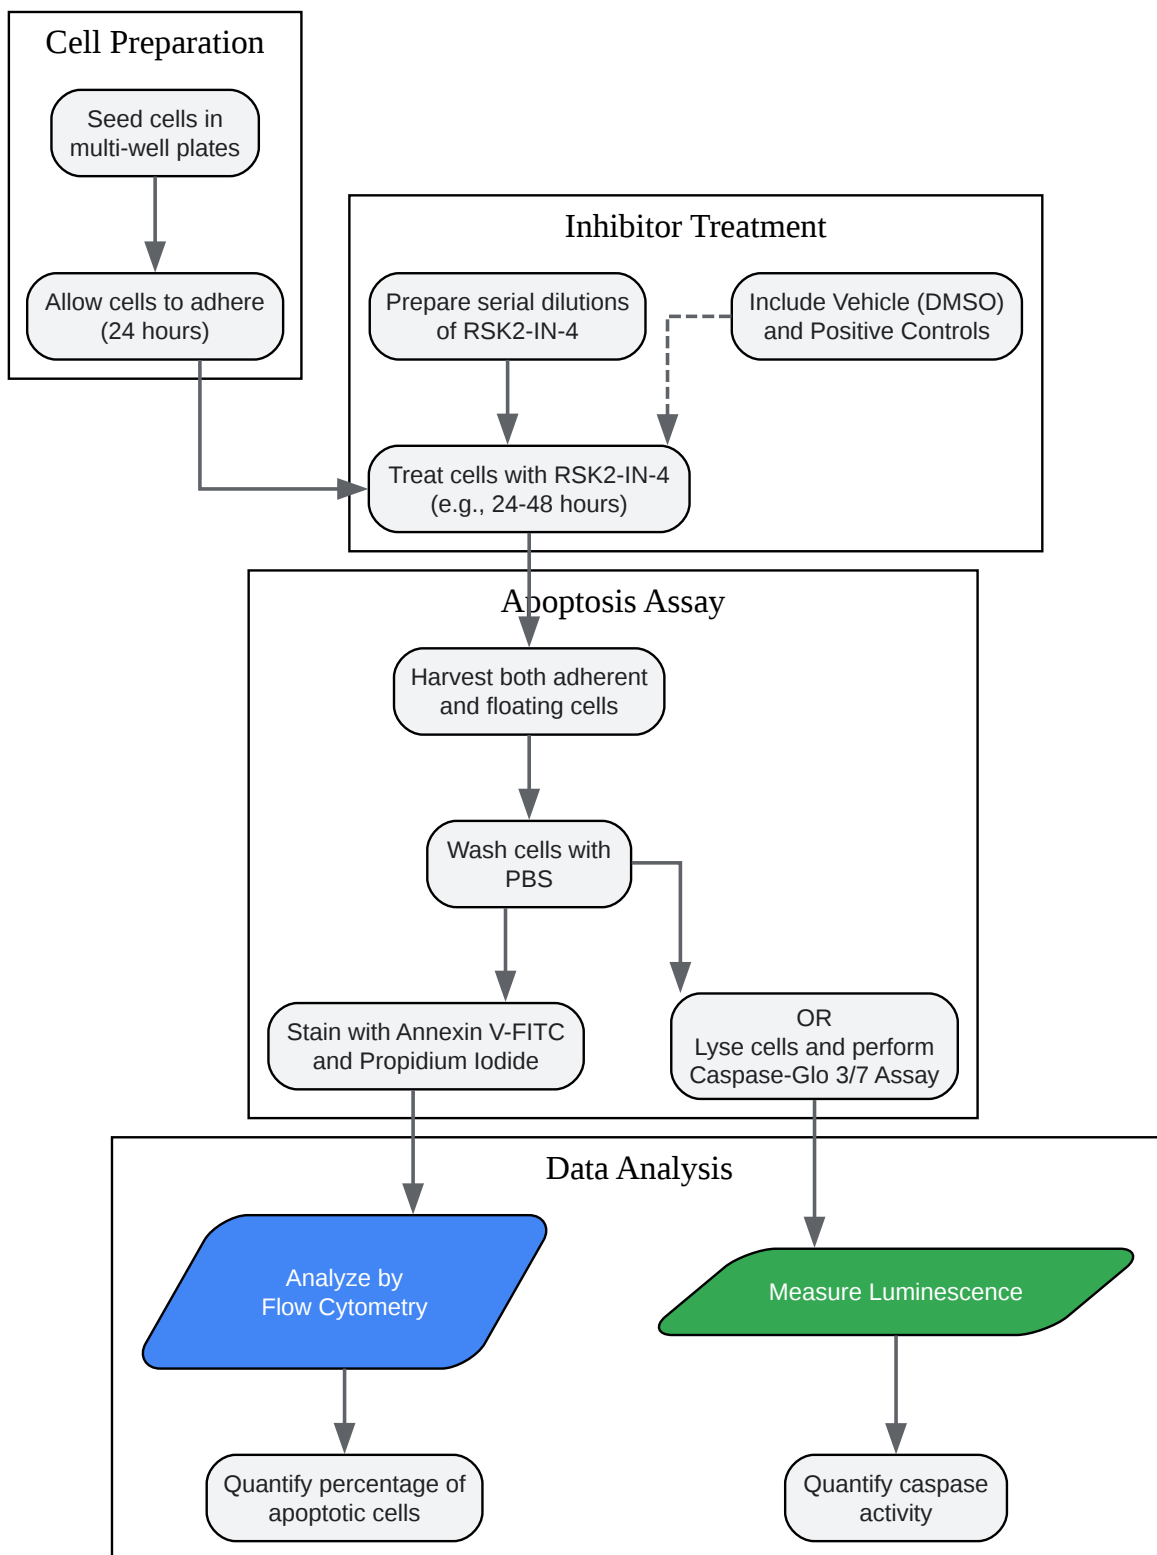 Cell Preparation
Seed cells in
multi-well plates
Allow cells to adhere
(24 hours)
Inhibitor Treatment
Prepare serial dilutions
of RSK2-IN-4
Include Vehicle (DMSO)
and Positive Controls
Treat cells with RSK2-IN-4
(e.g., 24-48 hours)
Apoptosis Assay
Harvest both adherent
and floating cells
Wash cells with
PBS
Stain with Annexin V-FITC
and Propidium Iodide
OR
Lyse cells and perform
Caspase-Glo 3/7 Assay
Data Analysis
Analyze by
Flow Cytometry
Measure Luminescence
Quantify percentage of
apoptotic cells
Quantify caspase
activity